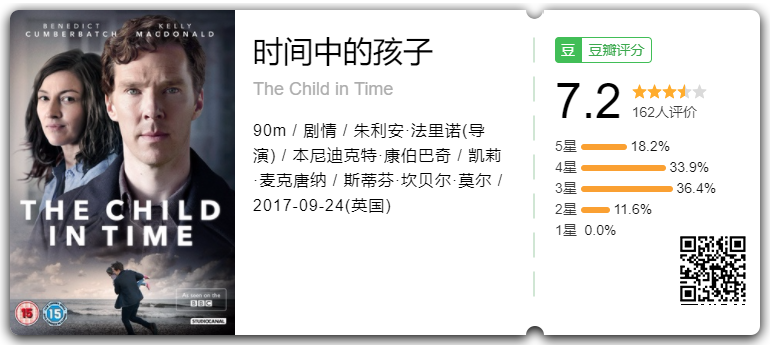 BENEDICT KELLY
CUMBERBATCH MACDONALD
THE CHILD
IN TIME
As seen on the
BBC
15 15
STUDIOCANAL
时间中的孩子
The Child in Time
90m / 剧情 / 朱利安·法里诺(导
演) / 本尼迪克特·康伯巴奇 / 凯莉
·麦克唐纳 / 斯蒂芬·坎贝尔·莫尔 /
2017-09-24(英国)
豆 豆瓣评分
7.2
162人评价
5星 18.2%
4星 33.9%
3星 36.4%
2星 11.6%
1星 0.0%